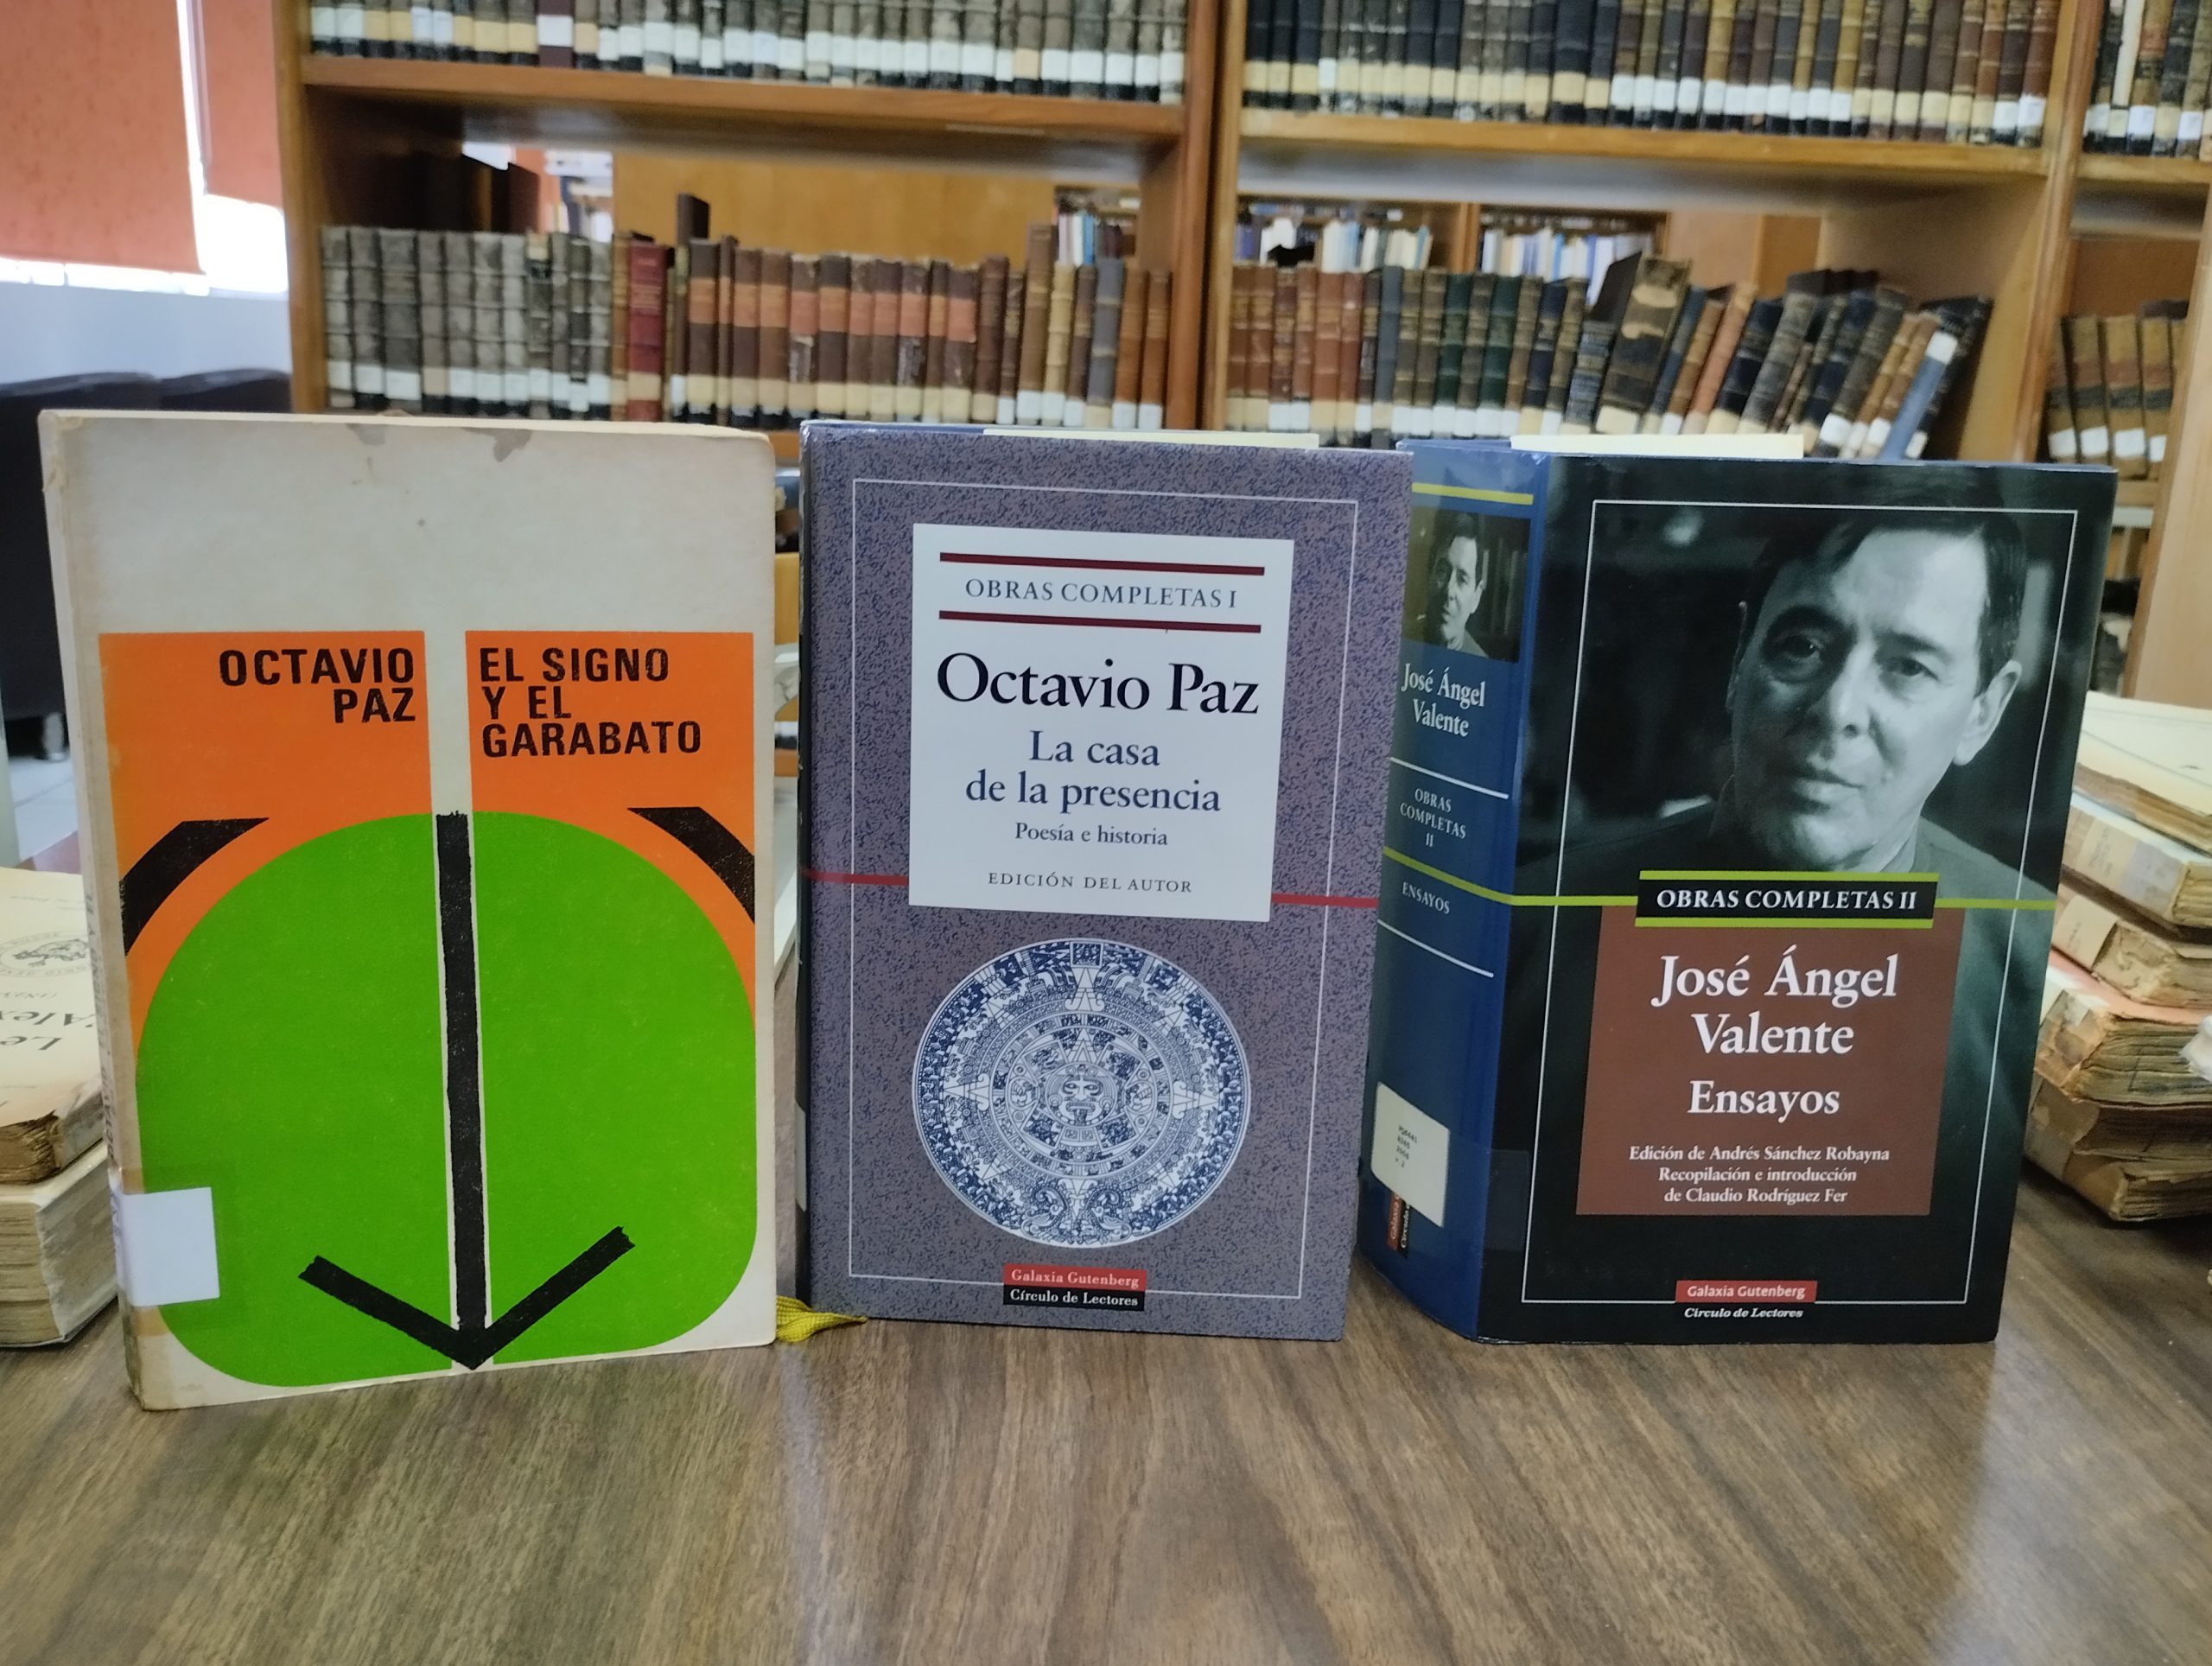 OCTAVIO
PAZ
EL SIGNO
Y EL
GARABATO
OBRAS COMPLETAS I
Octavio Paz
La casa
de la presencia
Poesía e historia
EDICIÓN DEL AUTOR
Galaxia Gutenberg
Círculo de Lectores
José Ángel
Valente
OBRAS
COMPLETAS
II
ENSAYOS
OBRAS COMPLETAS II
José Ángel
Valente
Ensayos
Edición de Andrés Sánchez Robayna
Recopilación e introducción
de Claudio Rodríguez Fer
Galaxia Gutenberg
Círculo de Lectores